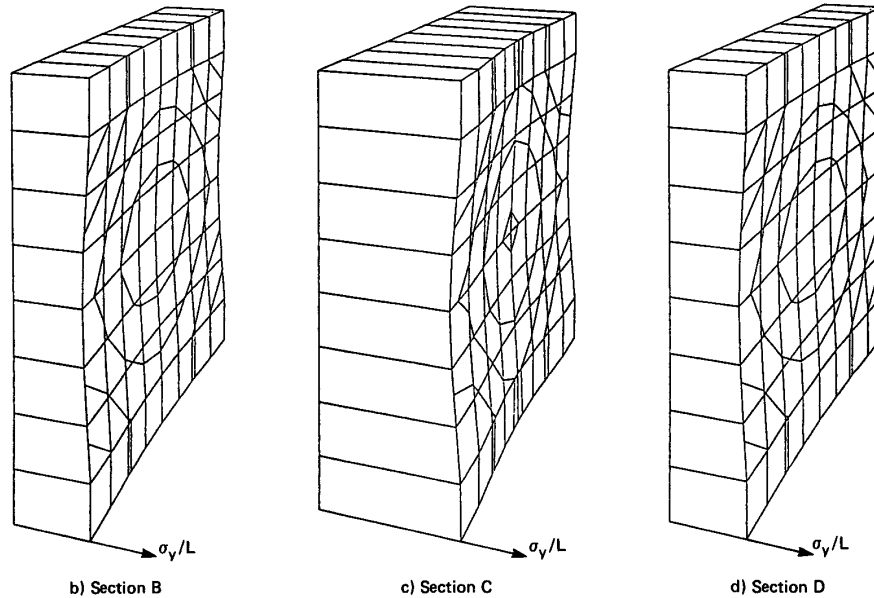 σy/L
σy/L
σy/L
b) Section B
c) Section C
d) Section D